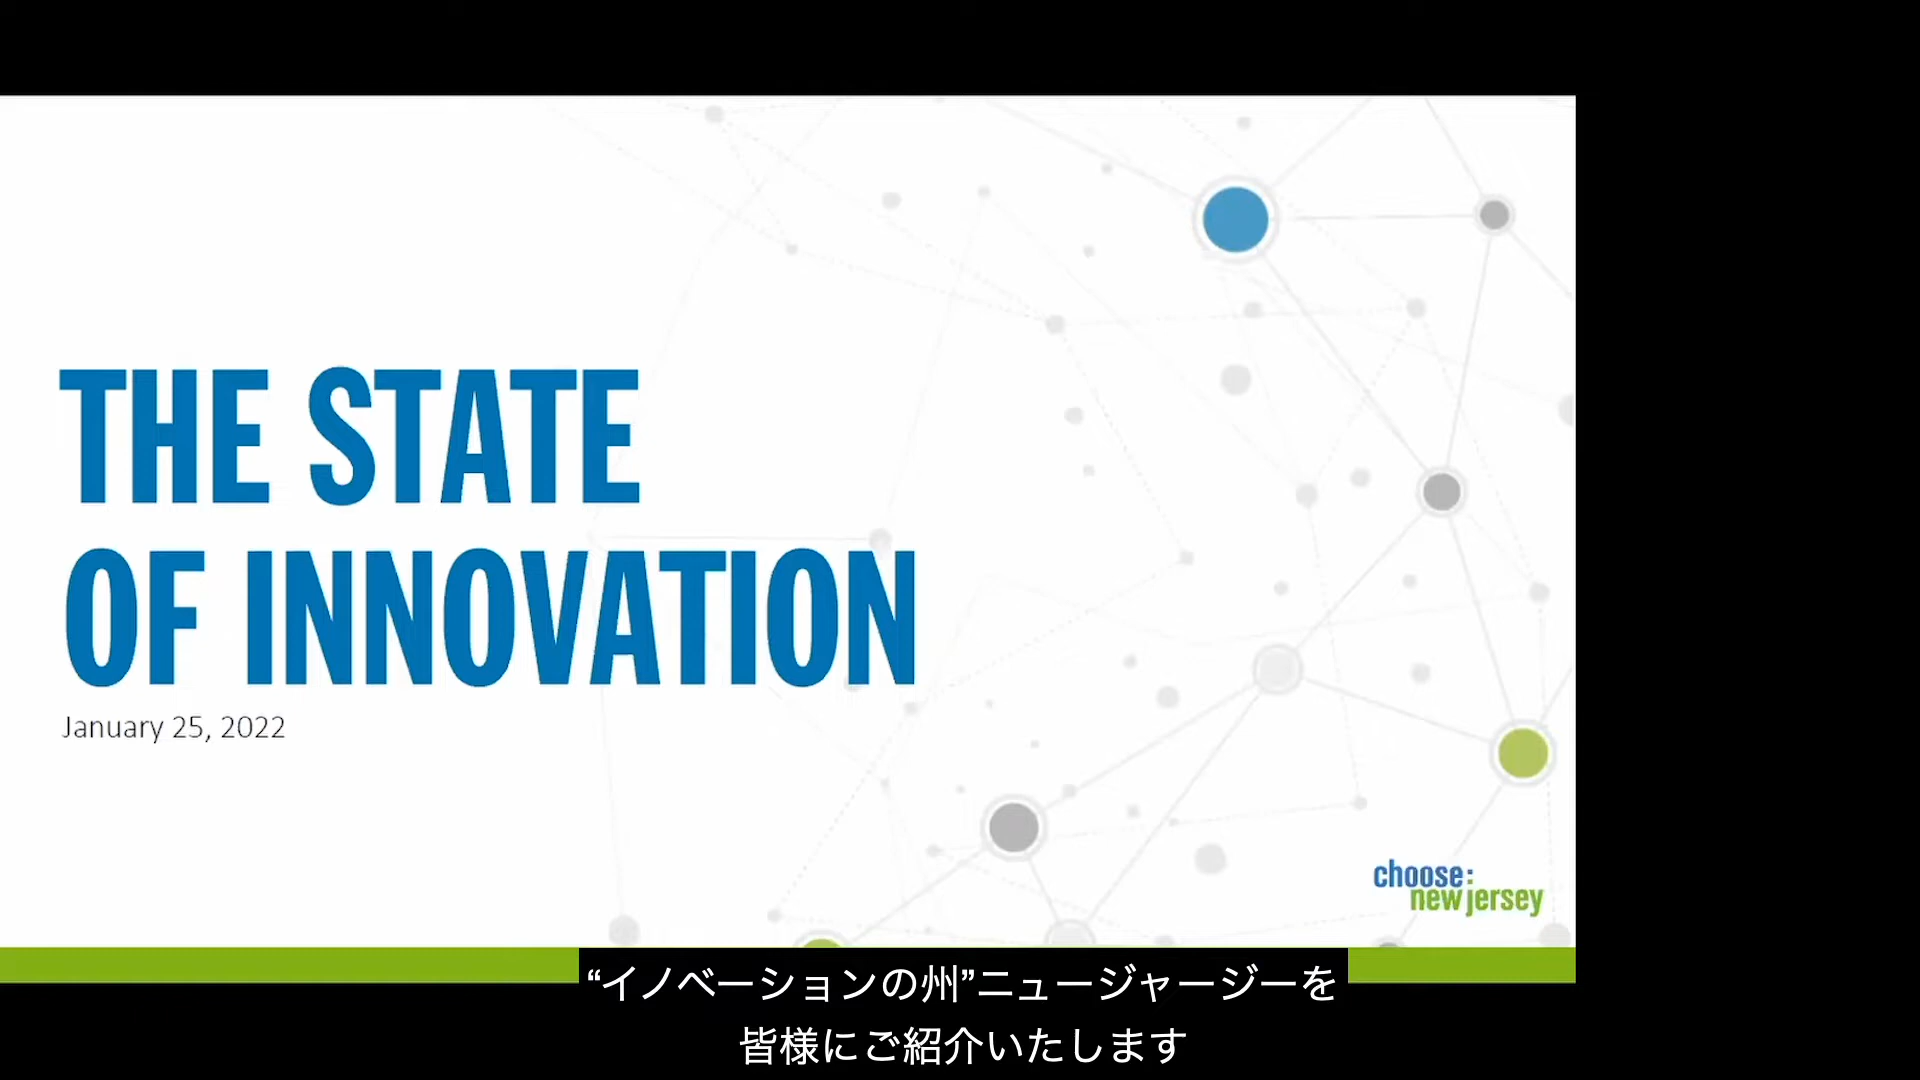 THE STATE
OF INNOVATION
January 25, 2022
choose:
new jersey
“イノベーションの州”ニュージャージーを
皆様にご紹介いたします